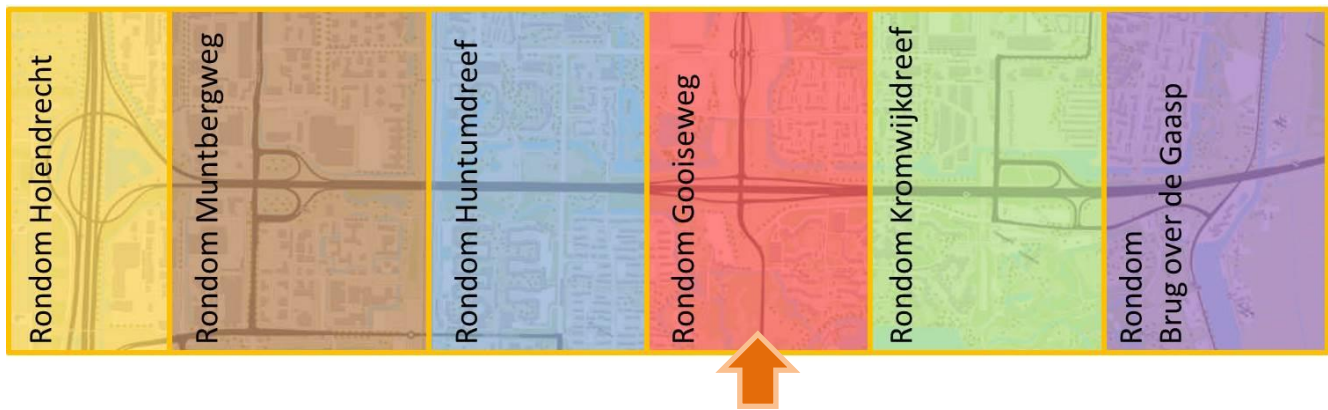 Rondom Holendrecht
Rondom Muntbergweg
Rondom Huntumdreef
Rondom Gooiseweg
Rondom Kromwijkdreef
Rondom
Brug over de Gaasp